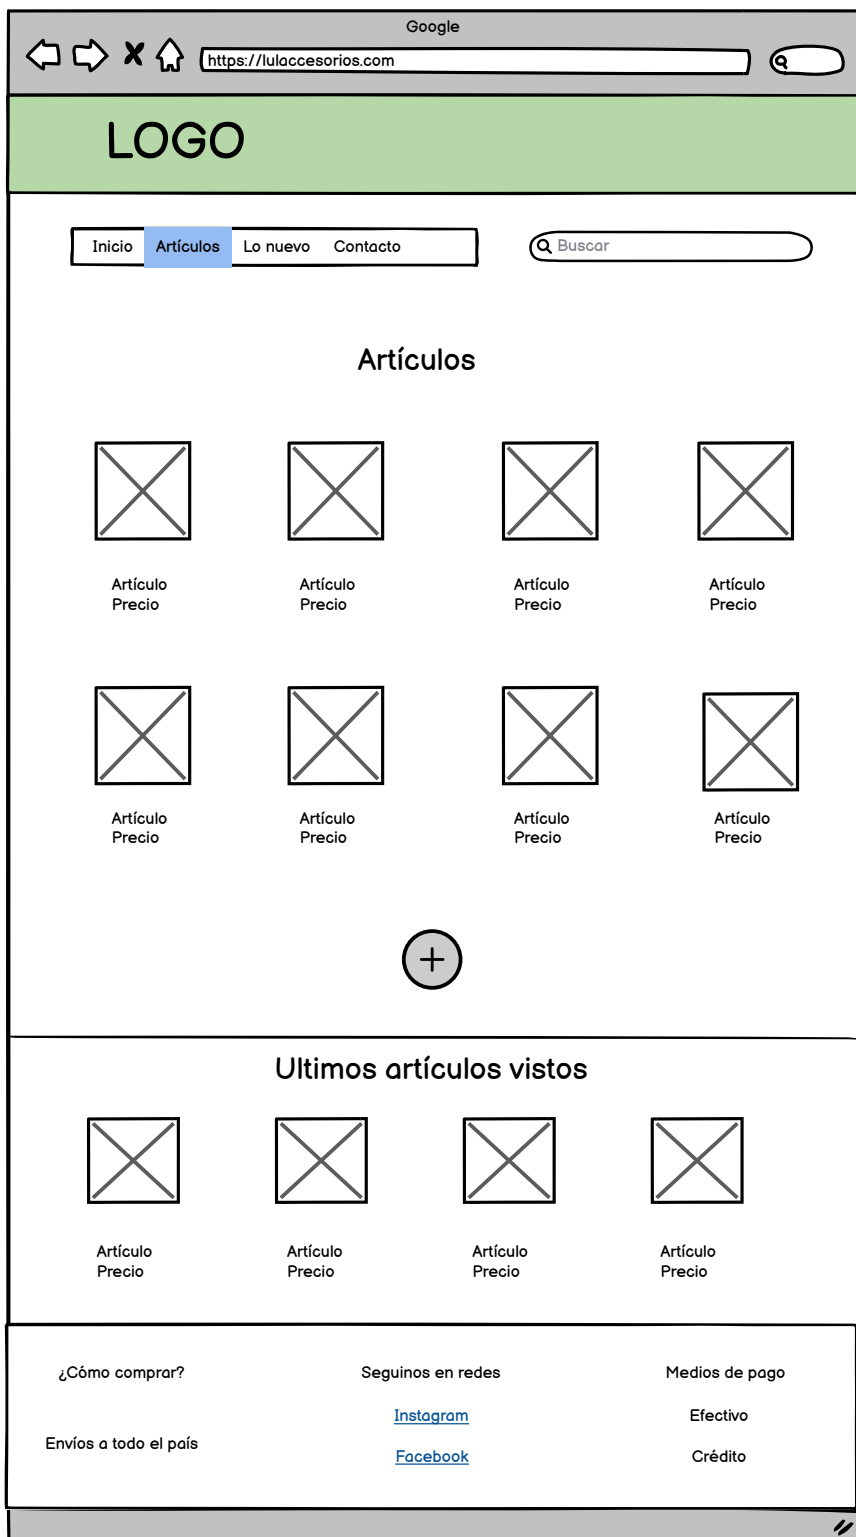 Google
https://lulaccesorios.com
LOGO
Inicio Artículos Lo nuevo Contacto
Buscar
Artículos
Artículo Artículo Artículo Artículo
Precio Precio Precio Precio
Artículo Artículo Artículo Artículo
Precio Precio Precio Precio
Ultimos artículos vistos
Artículo Artículo Artículo Artículo
Precio Precio Precio Precio
¿Cómo comprar? Seguinos en redes Medios de pago
Instagram Efectivo
Envíos a todo el país
Facebook Crédito